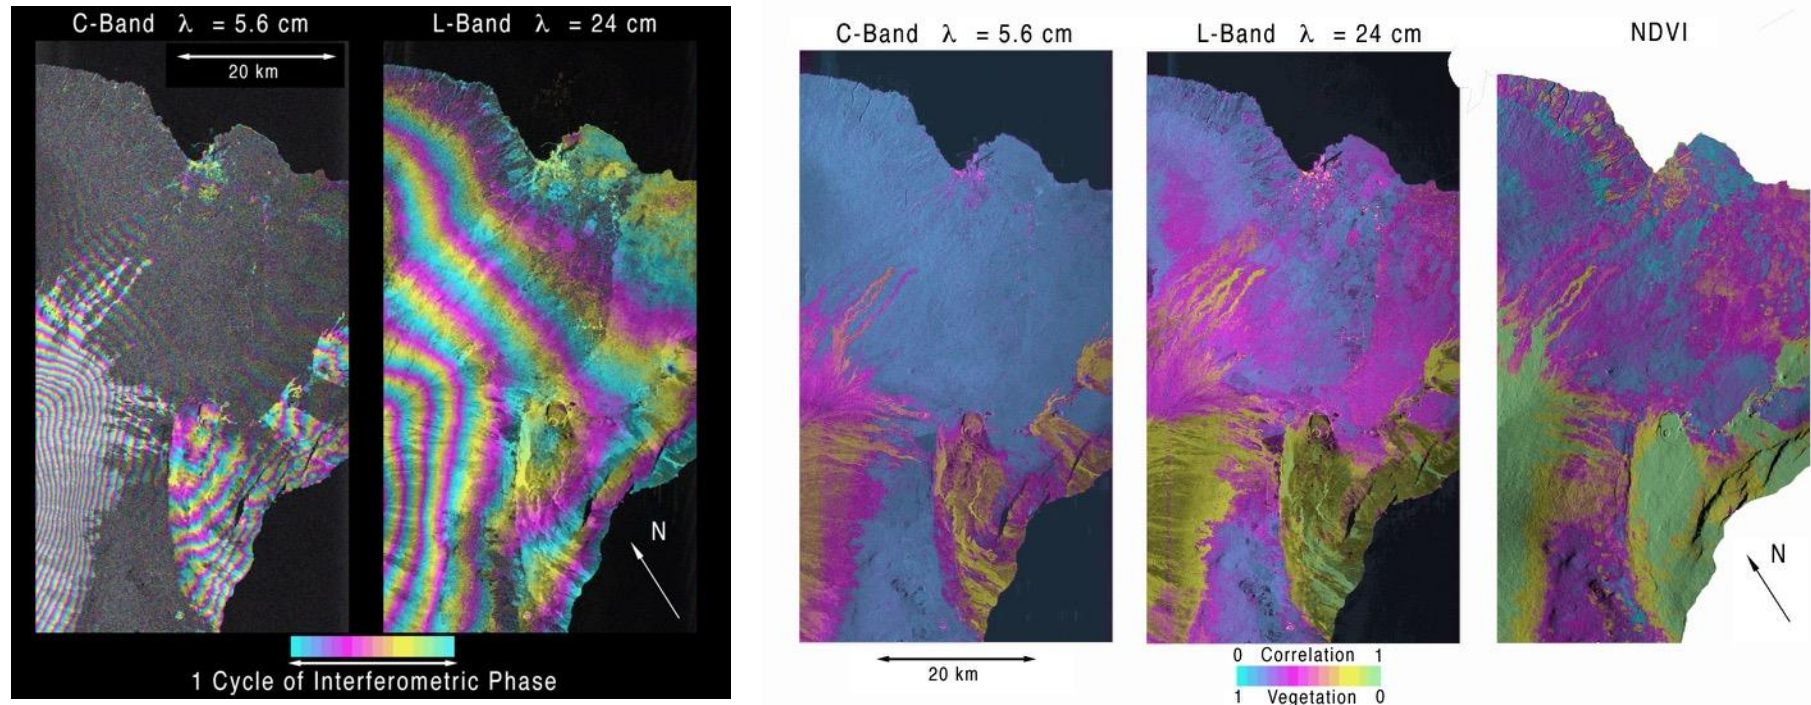 C-Band λ = 5.6 cm
L-Band λ = 24 cm
20 km
N
1 Cycle of Interferometric Phase
C-Band λ = 5.6 cm
L-Band λ = 24 cm
NDVI
N
20 km
0 Correlation 1
1 Vegetation 0